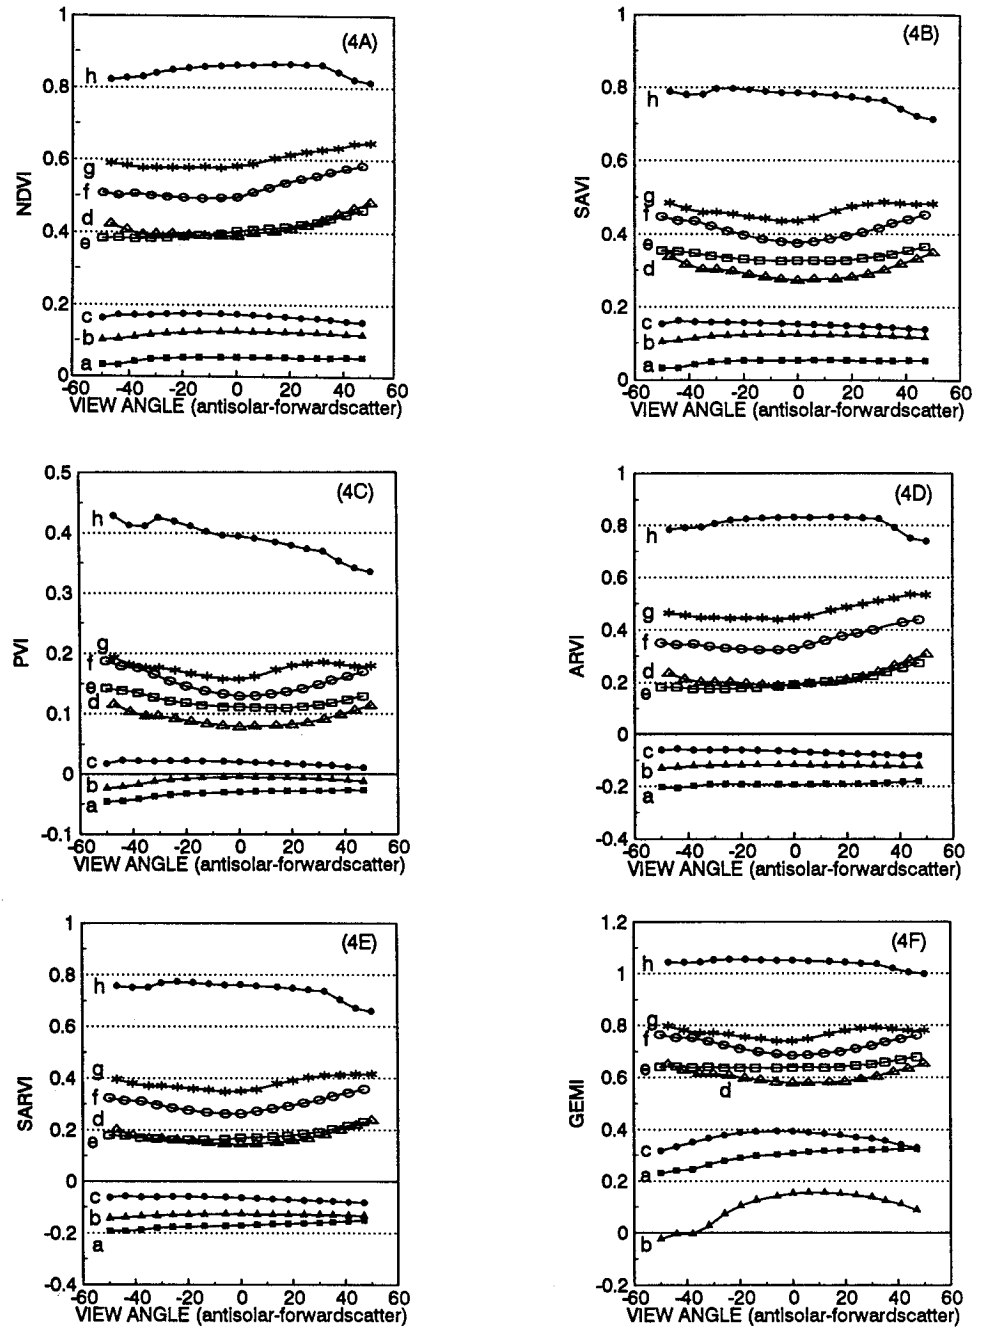 (4A)
NDVI
1
0.8
0.6
0.4
0.2
0
h
g
f
d
e
c
b
a
-60 -40 -20 0 20 40 60
VIEW ANGLE (antisolar-forwardscatter)
(4B)
SAVI
1
0.8
0.6
0.4
0.2
0
h
g
f
e
d
c
b
a
-60 -40 -20 0 20 40 60
VIEW ANGLE (antisolar-forwardscatter)
(4C)
PVI
0.5
0.4
0.3
0.2
0.1
0
-0.1
h
g
f
e
d
c
b
a
-60 -40 -20 0 20 40 60
VIEW ANGLE (antisolar-forwardscatter)
(4D)
ARVI
1
0.8
0.6
0.4
0.2
0
-0.2
-0.4
h
g
f
d
e
c
b
a
-60 -40 -20 0 20 40 60
VIEW ANGLE (antisolar-forwardscatter)
(4E)
SARVI
1
0.8
0.6
0.4
0.2
0
-0.2
-0.4
h
g
f
d
e
c
b
a
-60 -40 -20 0 20 40 60
VIEW ANGLE (antisolar-forwardscatter)
(4F)
GEMI
1.2
1
0.8
0.6
0.4
0.2
0
-0.2
h
g
f
e
d
c
a
b
-60 -40 -20 0 20 40 60
VIEW ANGLE (antisolar-forwardscatter)